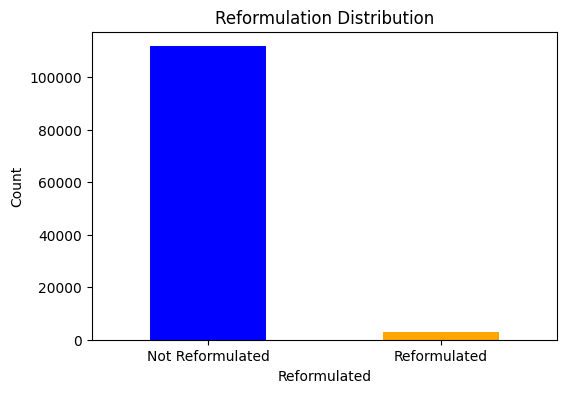 Reformulation Distribution
Count
100000
80000
60000
40000
20000
0
Not Reformulated
Reformulated
Reformulated